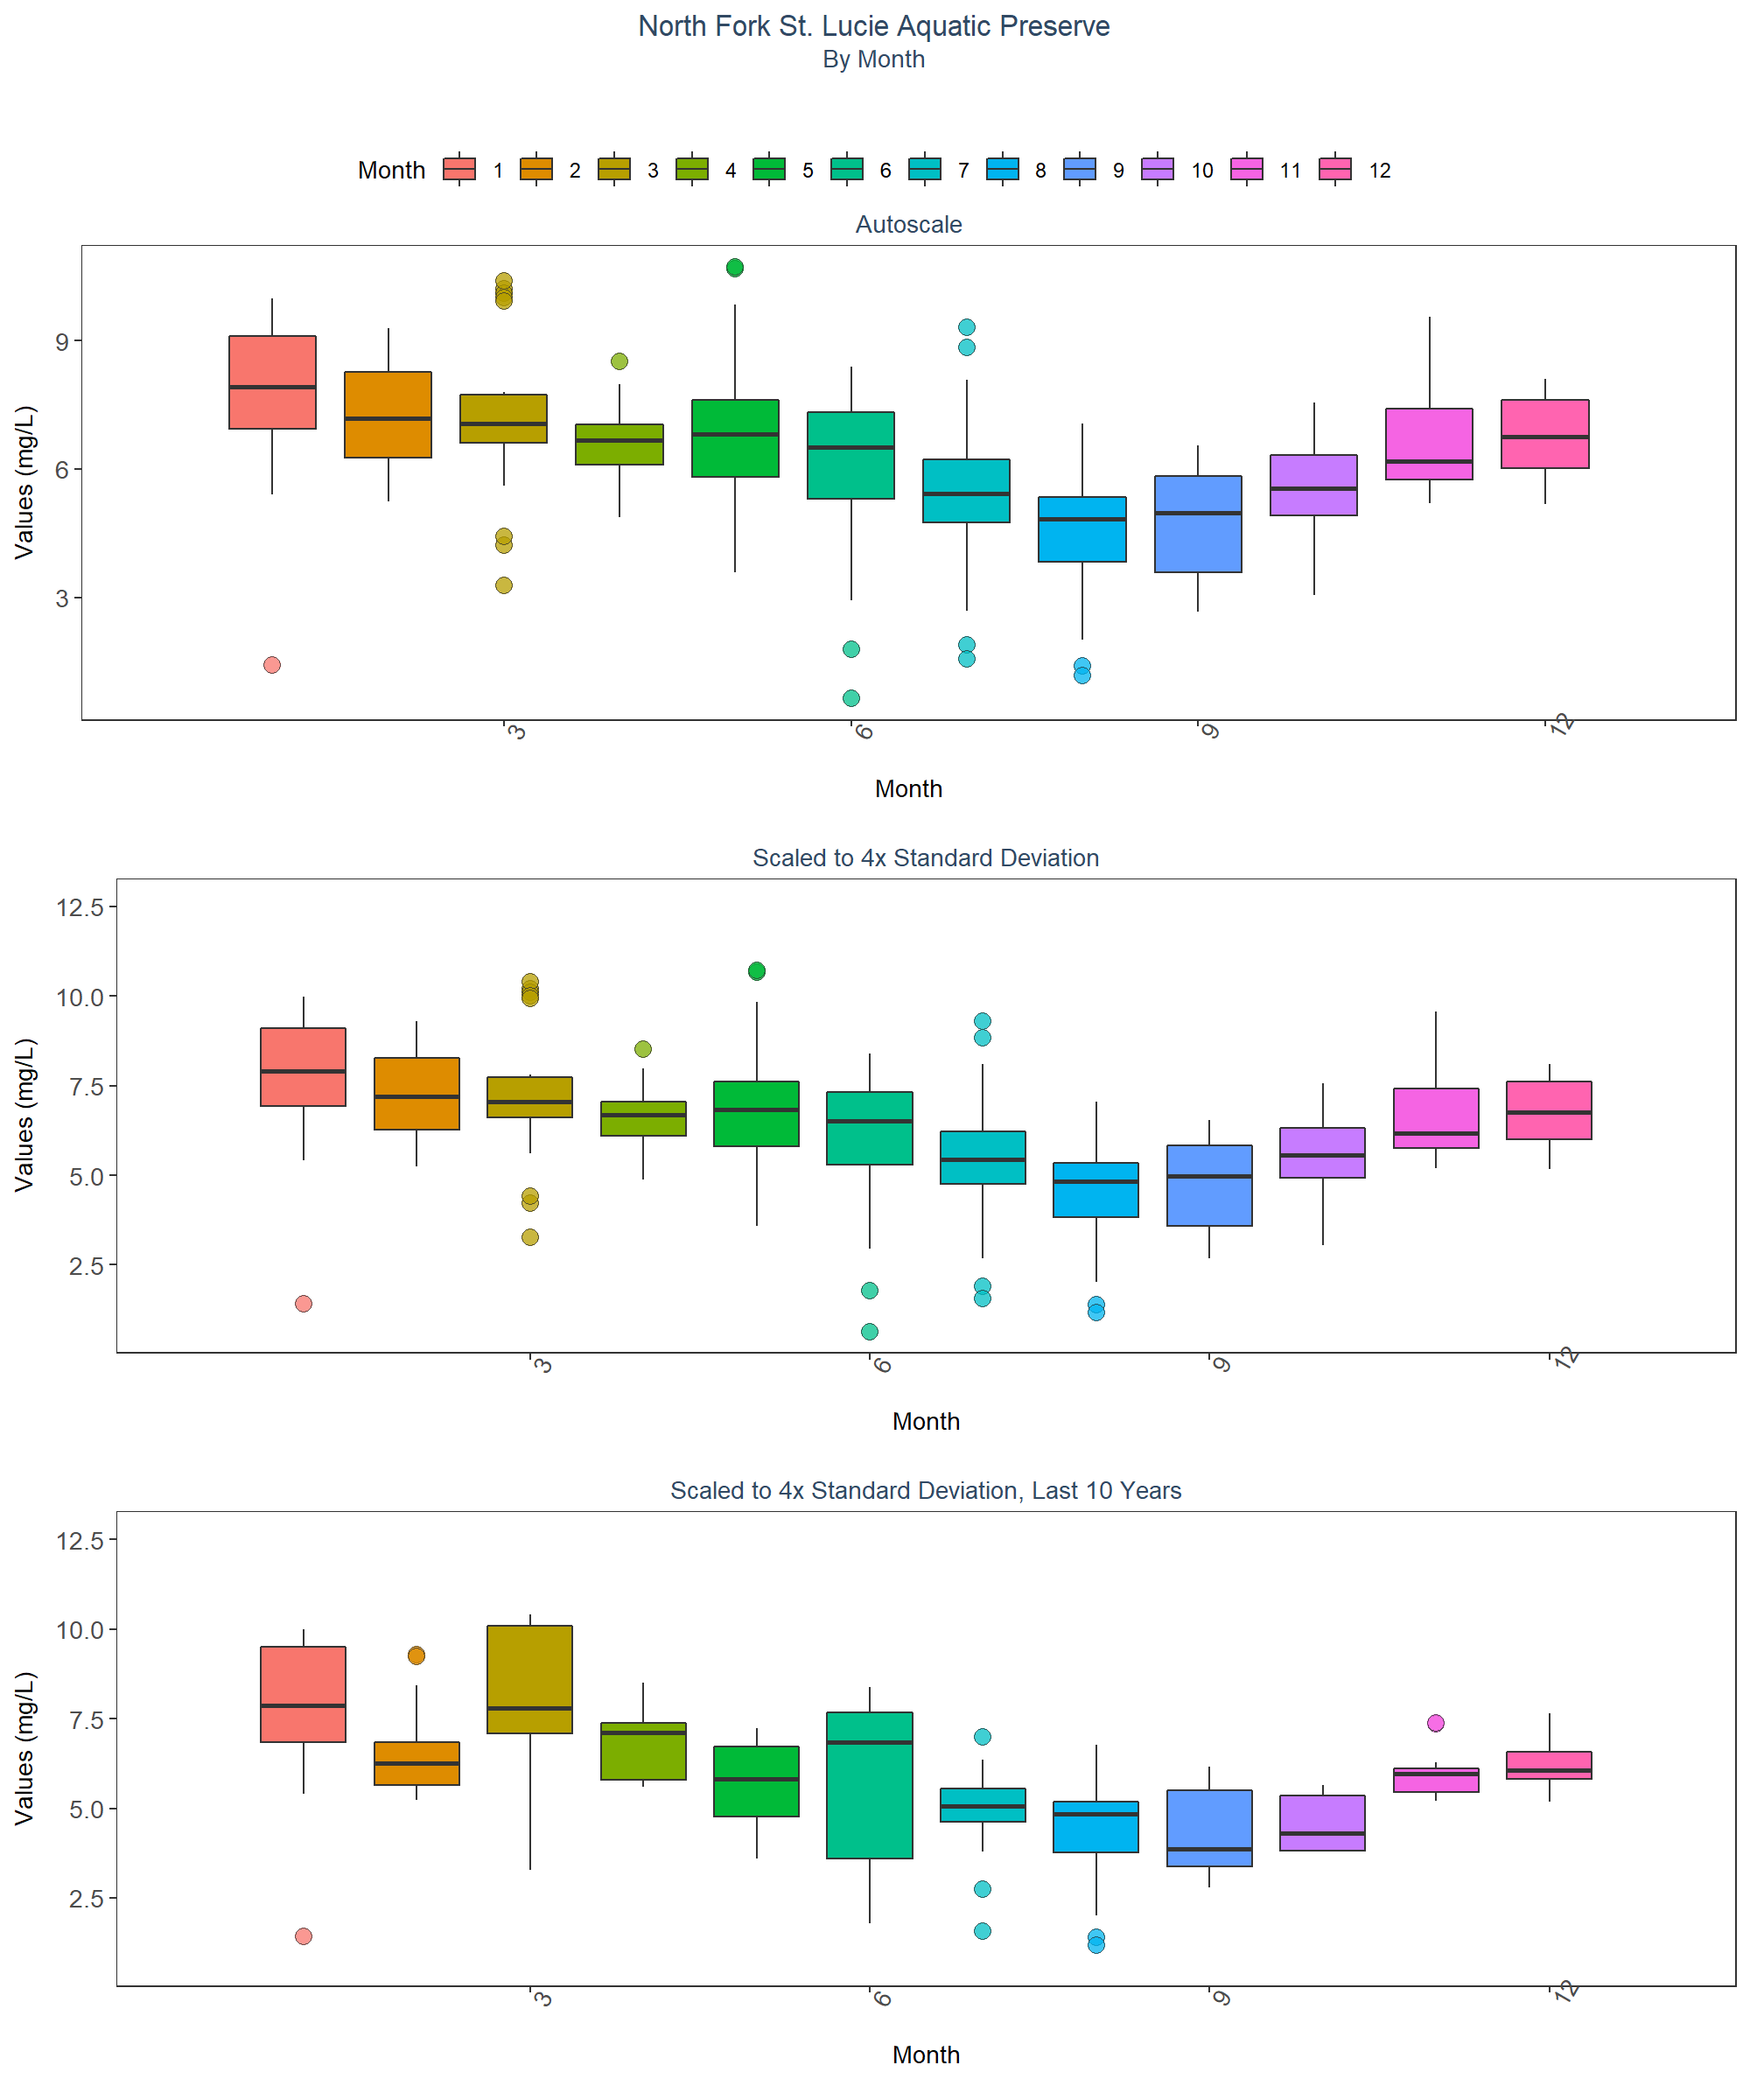 North Fork St. Lucie Aquatic Preserve
By Month
Month 1 2 3 4 5 6 7 8 9 10 11 12
Autoscale
Values (mg/L)
9
6
3
3 6 9 12
Month
Scaled to 4x Standard Deviation
Values (mg/L)
12.5
10.0
7.5
5.0
2.5
3 6 9 12
Month
Scaled to 4x Standard Deviation, Last 10 Years
Values (mg/L)
12.5
10.0
7.5
5.0
2.5
3 6 9 12
Month